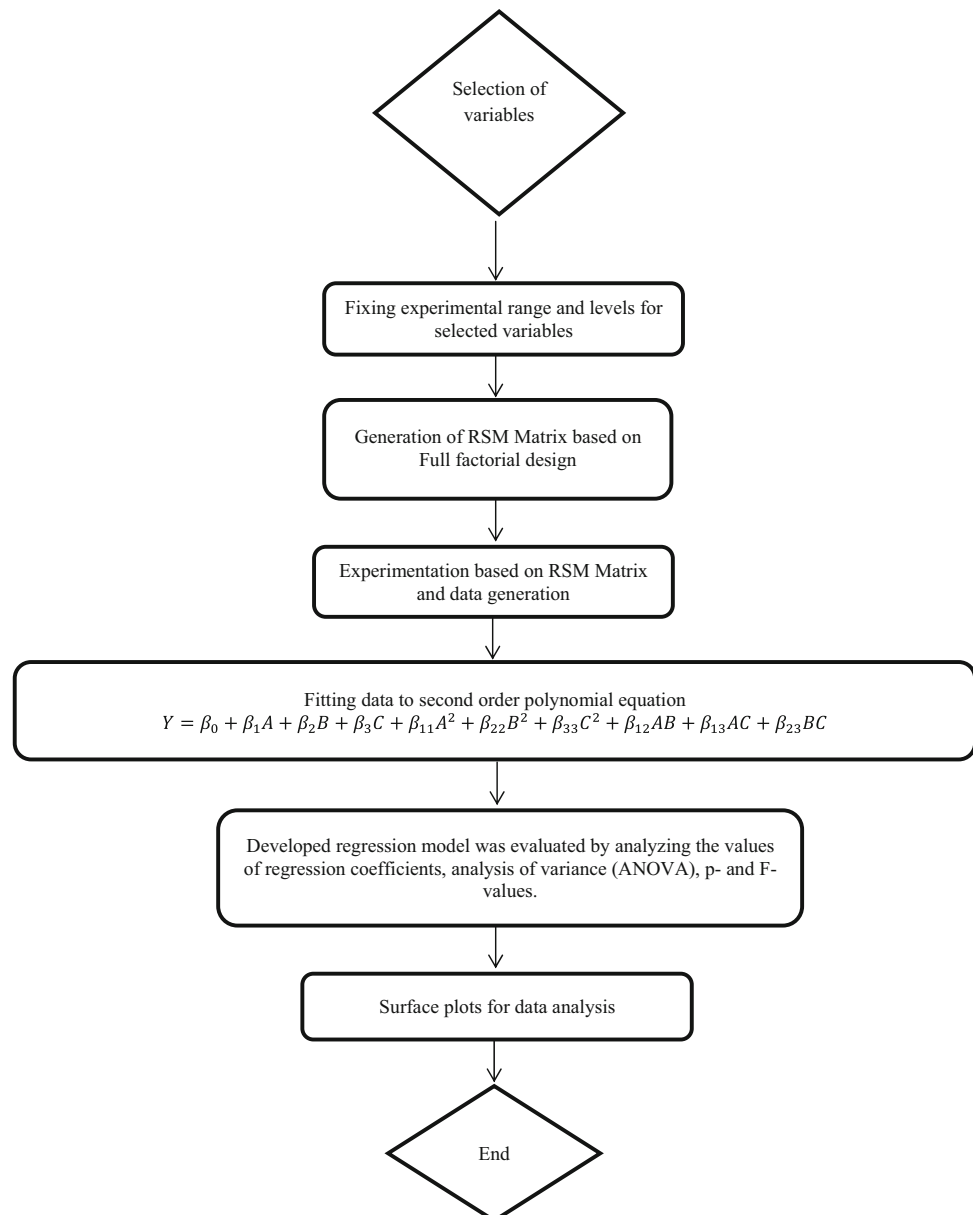 Selection of
variables
Fixing experimental range and levels for
selected variables
Generation of RSM Matrix based on
Full factorial design
Experimentation based on RSM Matrix
and data generation
Fitting data to second order polynomial equation
𝑌 = 𝛽₀ + 𝛽₁𝐴 + 𝛽₂𝐵 + 𝛽₃𝐶 + 𝛽₁₁𝐴² + 𝛽₂₂𝐵² + 𝛽₃₃𝐶² + 𝛽₁₂𝐴𝐵 + 𝛽₁₃𝐴𝐶 + 𝛽₂₃𝐵𝐶
Developed regression model was evaluated by analyzing the values
of regression coefficients, analysis of variance (ANOVA), p- and F-
values.
Surface plots for data analysis
End